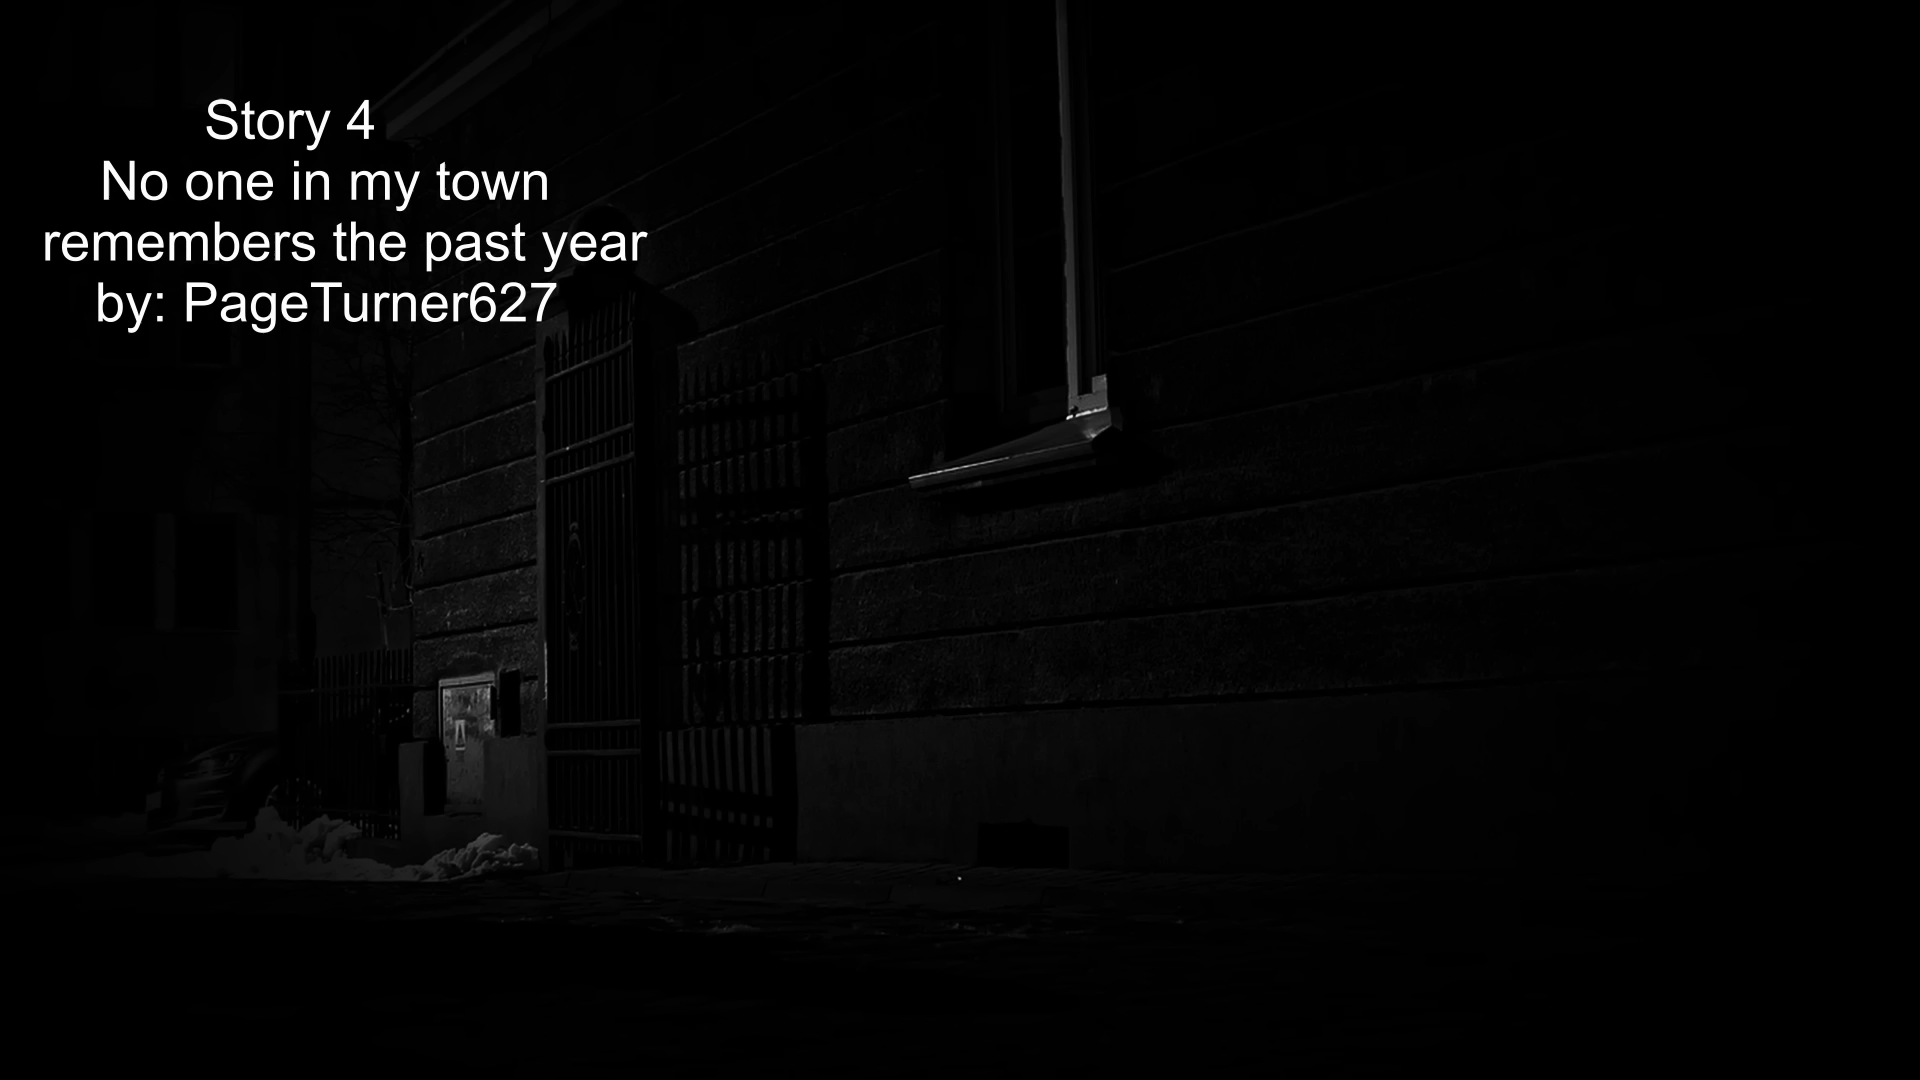 Story 4
No one in my town
remembers the past year
by: PageTurner627